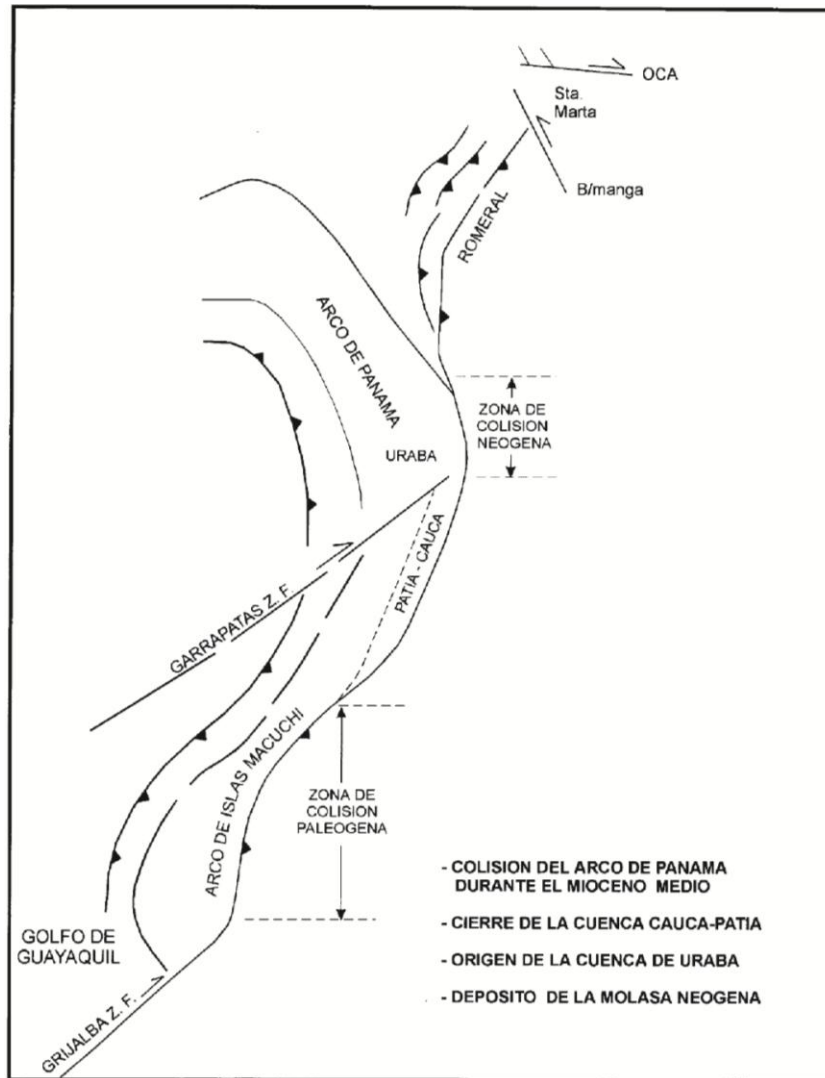 OCA
Sta.
Marta
B/manga
ROMERAL
ARCO DE PANAMA
ZONA DE
COLISION
NEOGENA
URABA
PATIA - CAUCA
GARRAPATAS Z. F.
ARCO DE ISLAS MACUCHI
ZONA DE
COLISION
PALEOGENA
GOLFO DE
GUAYAQUIL
GRIJALBA Z. F.
- COLISION DEL ARCO DE PANAMA
DURANTE EL MIOCENO MEDIO
- CIERRE DE LA CUENCA CAUCA-PATIA
- ORIGEN DE LA CUENCA DE URABA
- DEPOSITO DE LA MOLASA NEOGENA